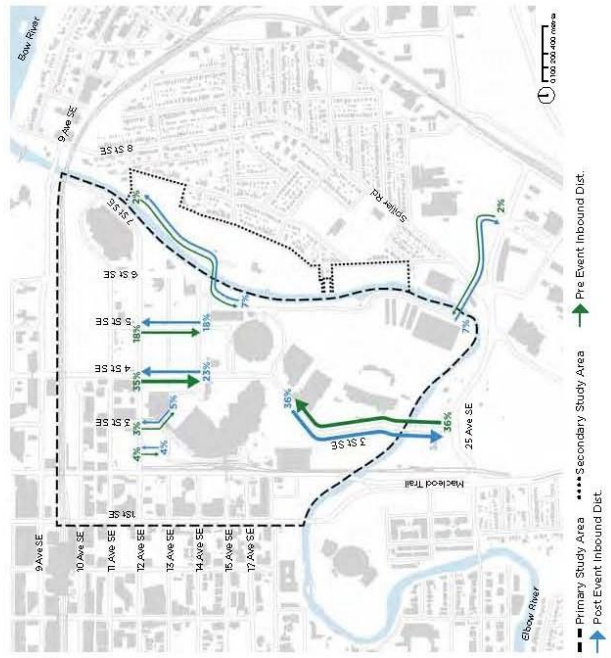 Bow River
9 Ave SE
8 St SE
7 St SE
6 St SE
5 St SE
4 St SE
3 St SE
1 St SE
9 Ave SE
10 Ave SE
11 Ave SE
12 Ave SE
13 Ave SE
14 Ave SE
15 Ave SE
17 Ave SE
2%
7%
18%
18%
35%
23%
3%
5%
4%
4%
36%
36%
3 St SE
25 Ave SE
Macleod Trail
Spiller Rd
7%
2%
Elbow River
0 100 200 400 metres
Primary Study Area
Secondary Study Area
Pre Event Inbound Dist.
Post Event Inbound Dist.